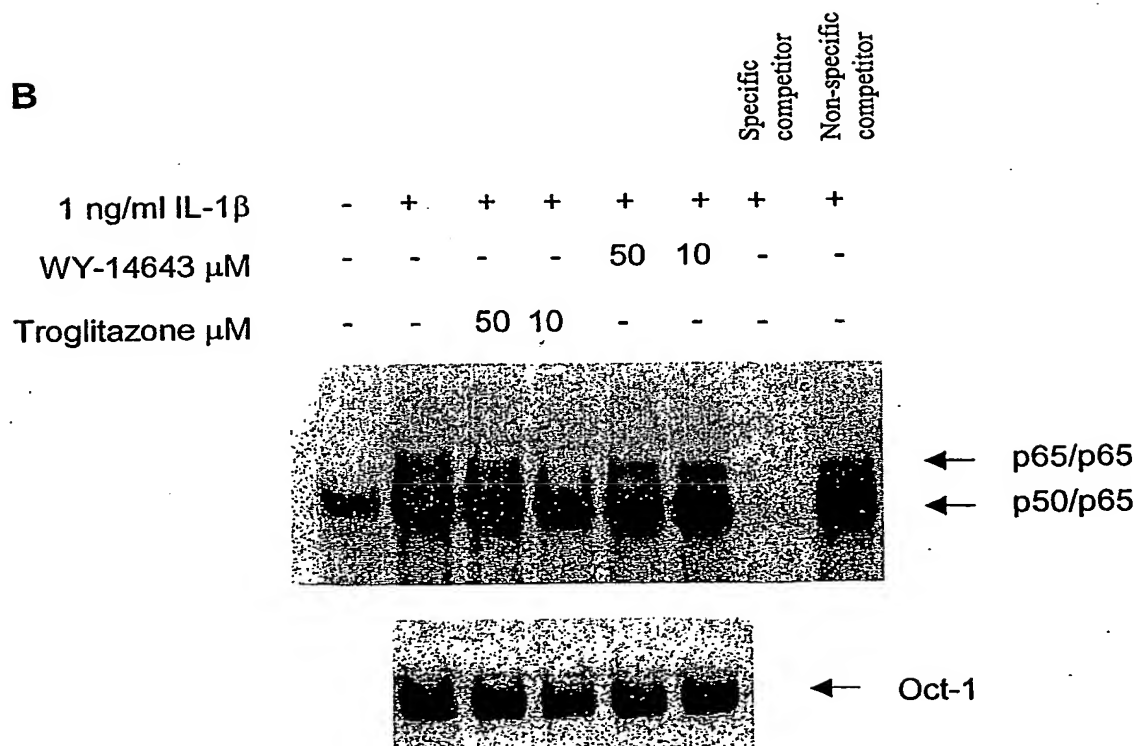 B
Specific
competitor
Non-specific
competitor
1 ng/ml IL-1β - + + + + + + +
WY-14643 μM - - - - 50 10 - -
Troglitazone μM - - 50 10 - - - -
p65/p65
p50/p65
Oct-1